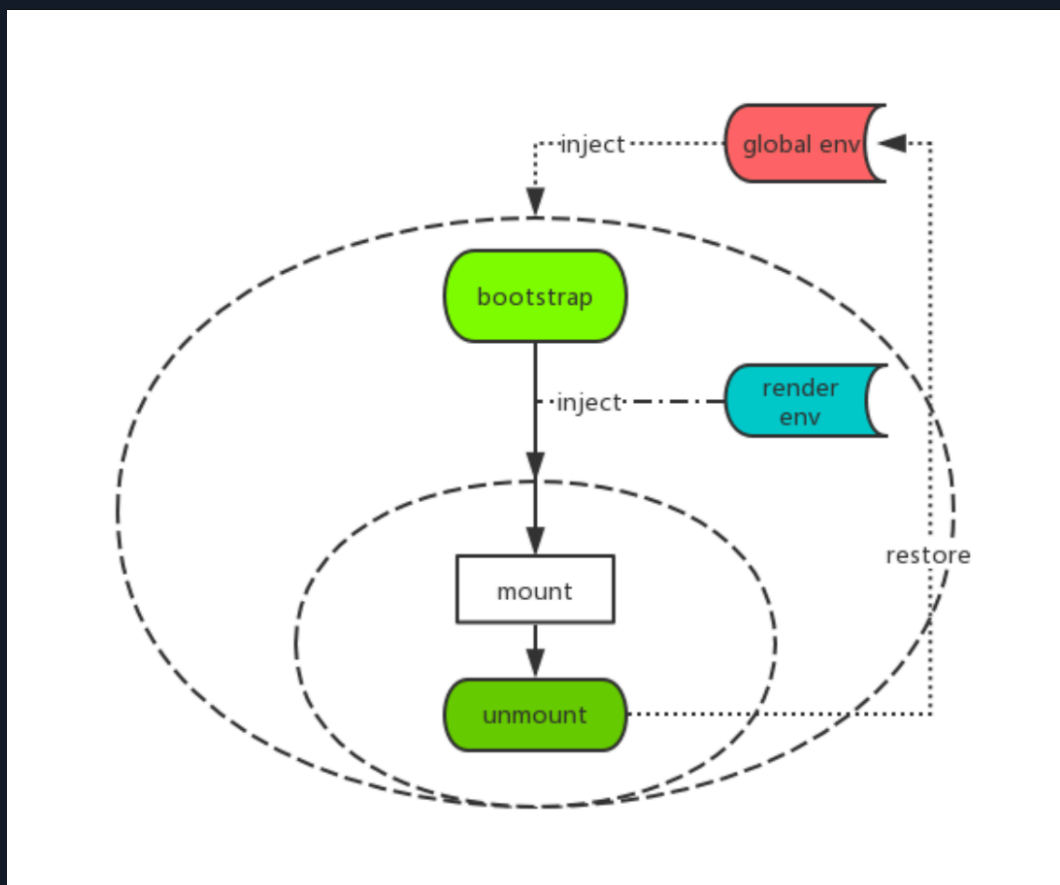 inject
global env
bootstrap
inject
render
env
restore
mount
unmount